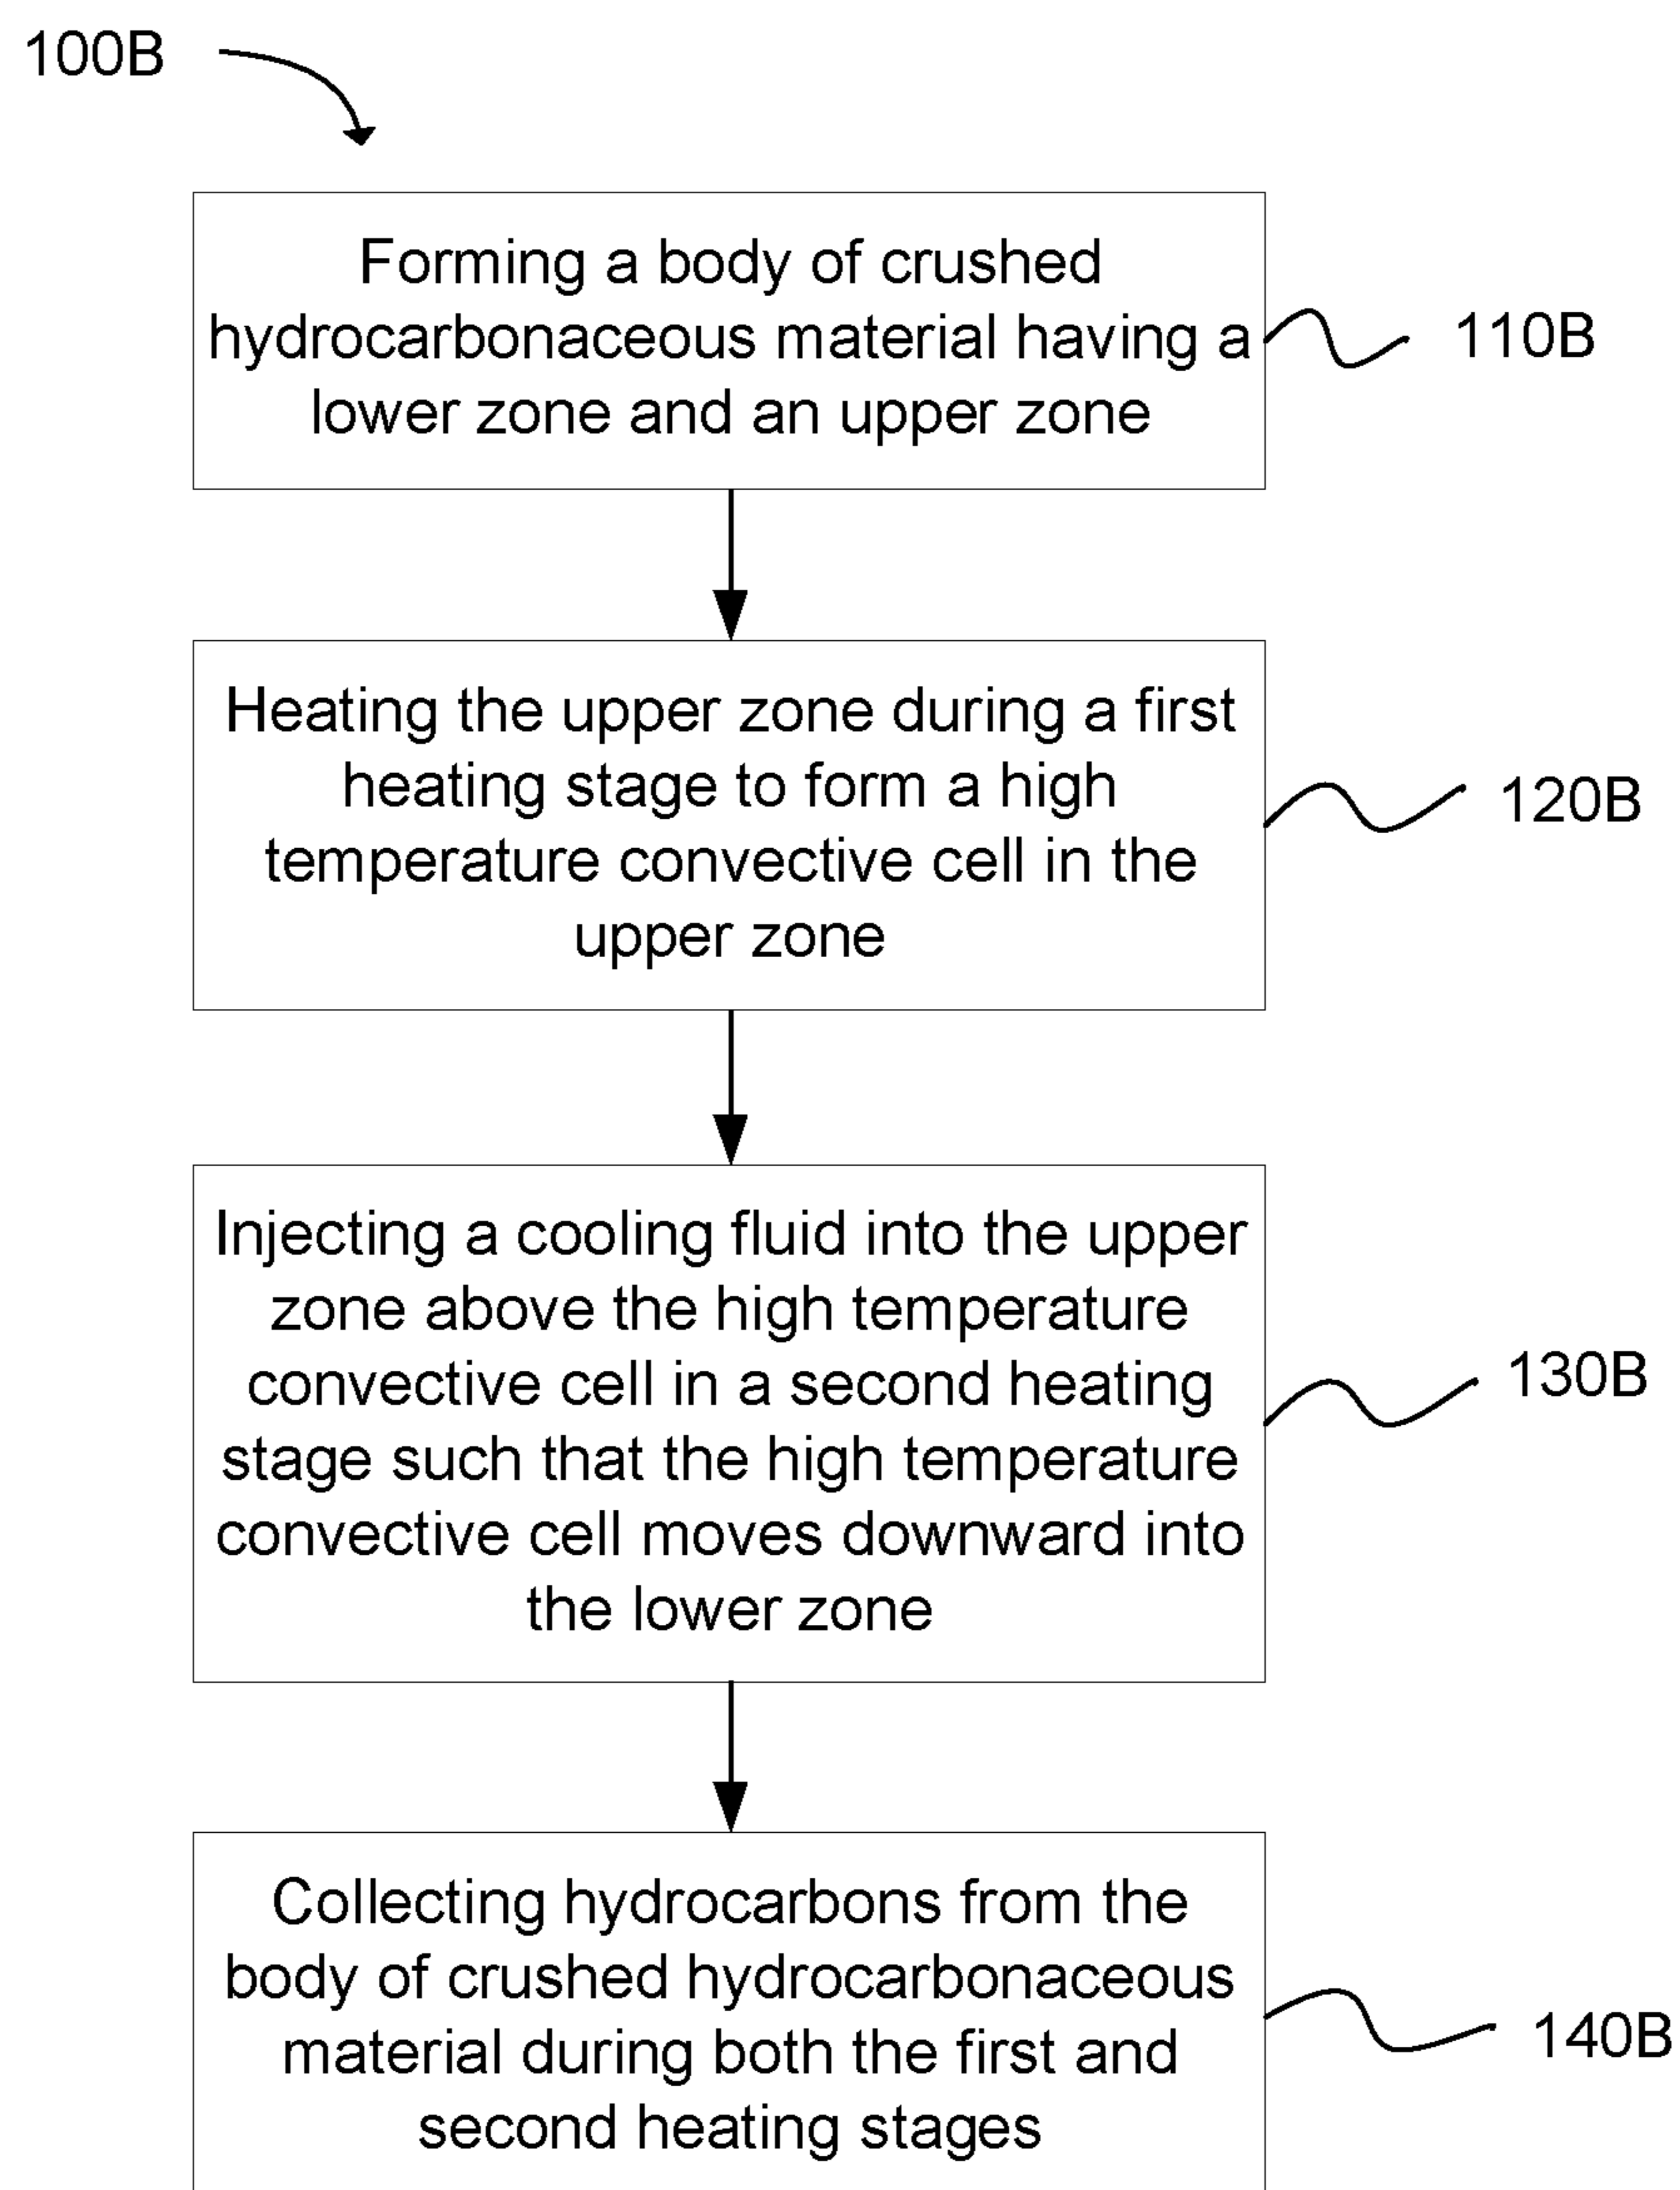 100B
Forming a body of crushed
hydrocarbonaceous material having a
lower zone and an upper zone
110B
Heating the upper zone during a first
heating stage to form a high
temperature convective cell in the
upper zone
120B
Injecting a cooling fluid into the upper
zone above the high temperature
convective cell in a second heating
stage such that the high temperature
convective cell moves downward into
the lower zone
130B
Collecting hydrocarbons from the
body of crushed hydrocarbonaceous
material during both the first and
second heating stages
140B